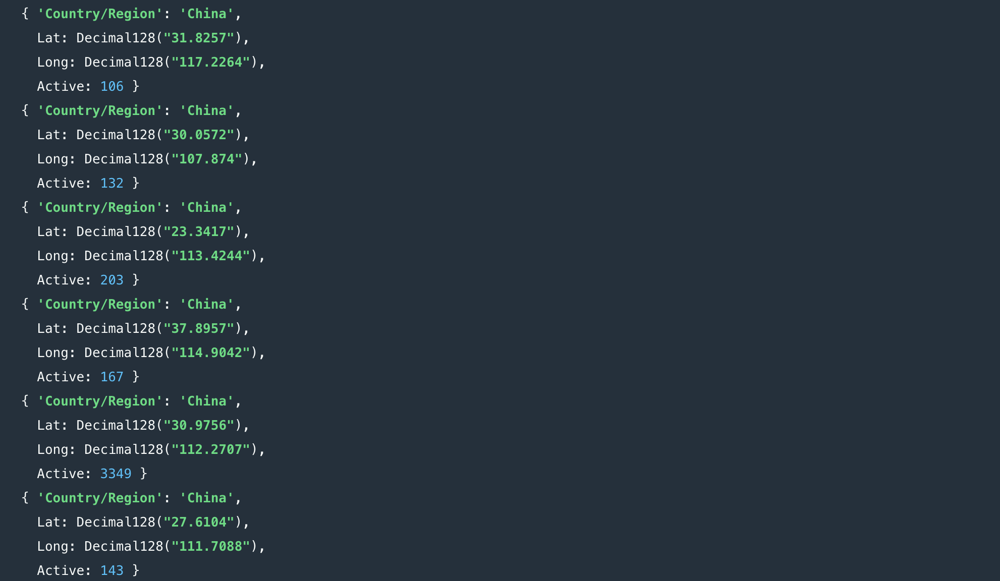 { 'Country/Region': 'China',
Lat: Decimal128("31.8257"),
Long: Decimal128("117.2264"),
Active: 106 }
{ 'Country/Region': 'China',
Lat: Decimal128("30.0572"),
Long: Decimal128("107.874"),
Active: 132 }
{ 'Country/Region': 'China',
Lat: Decimal128("23.3417"),
Long: Decimal128("113.4244"),
Active: 203 }
{ 'Country/Region': 'China',
Lat: Decimal128("37.8957"),
Long: Decimal128("114.9042"),
Active: 167 }
{ 'Country/Region': 'China',
Lat: Decimal128("30.9756"),
Long: Decimal128("112.2707"),
Active: 3349 }
{ 'Country/Region': 'China',
Lat: Decimal128("27.6104"),
Long: Decimal128("111.7088"),
Active: 143 }